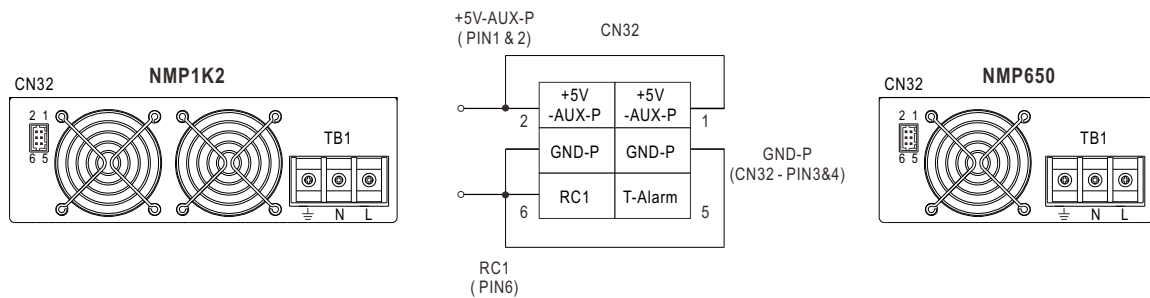 NMP1K2
CN32
2 1
6 5
TB1
N L
+5V-AUX-P
( PIN1 & 2)
CN32
+5V
-AUX-P
+5V
-AUX-P
2
1
GND-P
GND-P
RC1
T-Alarm
6
5
GND-P
(CN32 - PIN3&4)
RC1
( PIN6)
NMP650
CN32
2 1
6 5
TB1
N L